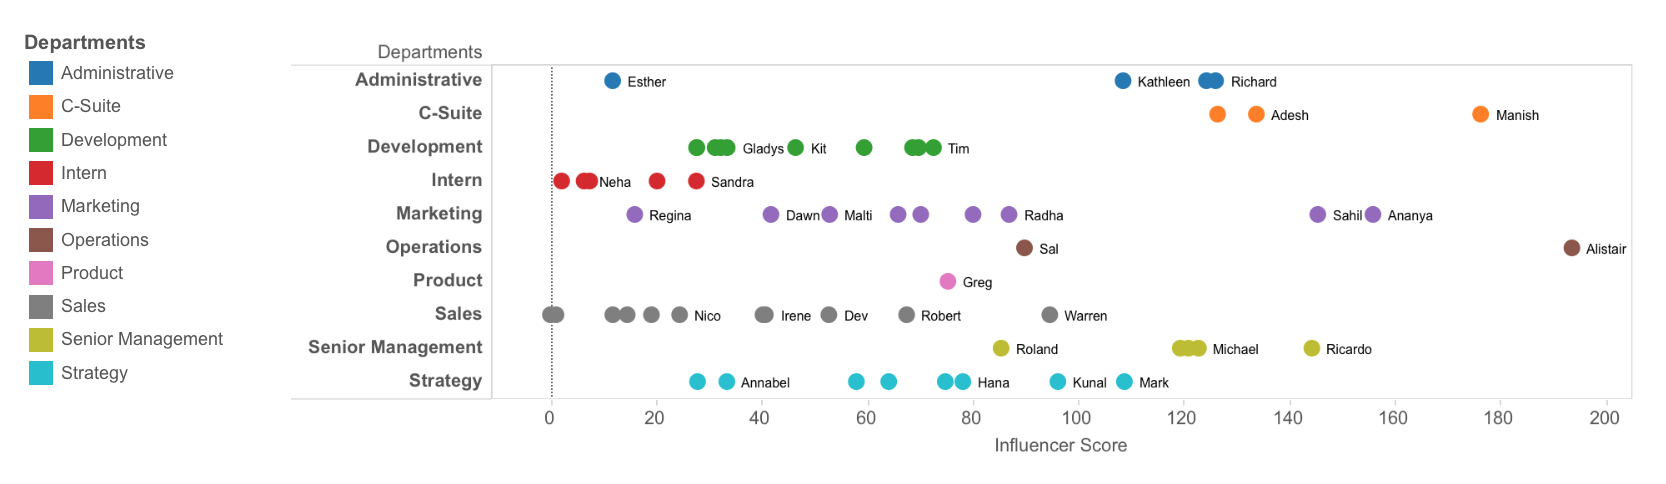 Departments
Administrative
C-Suite
Development
Intern
Marketing
Operations
Product
Sales
Senior Management
Strategy
Departments
Administrative Esther Kathleen Richard
C-Suite Adesh Manish
Development Gladys Kit Tim
Intern Neha Sandra
Marketing Regina Dawn Malti Radha Sahil Ananya
Operations Sal Alistair
Product Greg
Sales Nico Irene Dev Robert Warren
Senior Management Roland Michael Ricardo
Strategy Annabel Hana Kunal Mark
0 20 40 60 80 100 120 140 160 180 200
Influencer Score